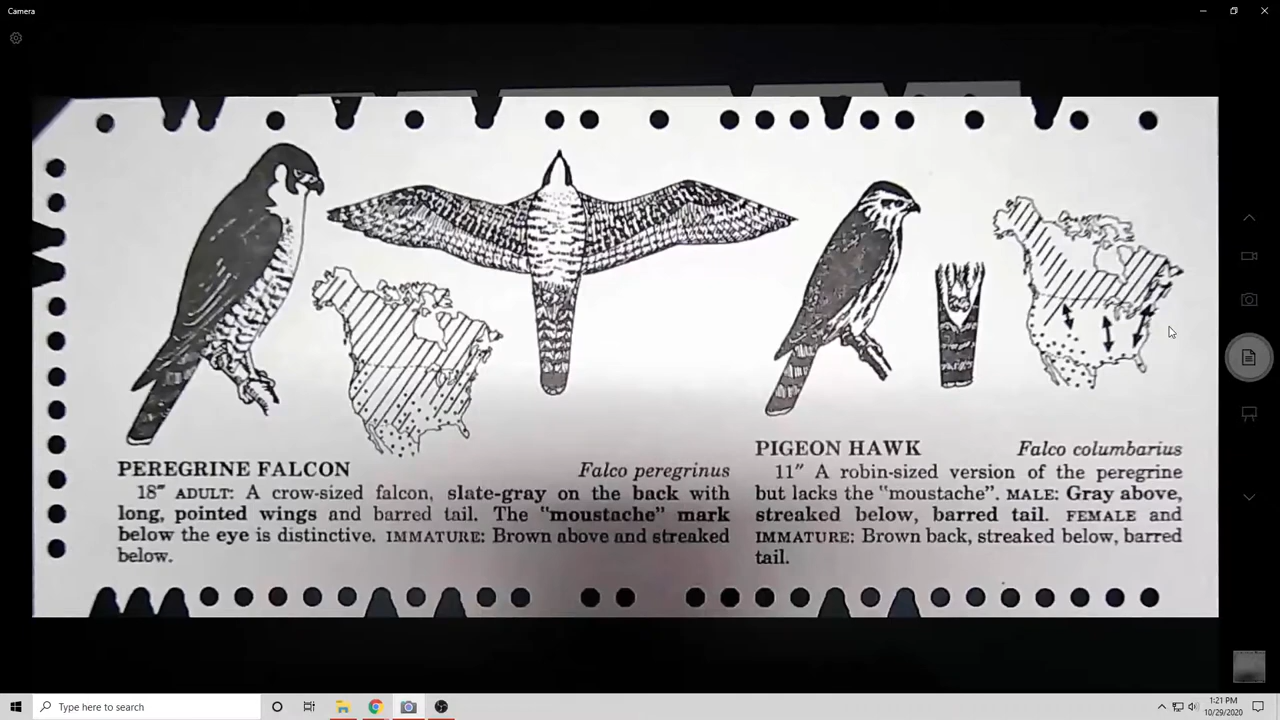 Camera
PEREGRINE FALCON Falco peregrinus
18" ADULT: A crow-sized falcon, slate-gray on the back with
long, pointed wings and barred tail. The "moustache" mark
below the eye is distinctive. IMMATURE: Brown above and streaked
below.
PIGEON HAWK Falco columbarius
11" A robin-sized version of the peregrine
but lacks the "moustache". MALE: Gray above,
streaked below, barred tail. FEMALE and
IMMATURE: Brown back, streaked below, barred
tail.
Type here to search
1:21 PM
10/29/2020